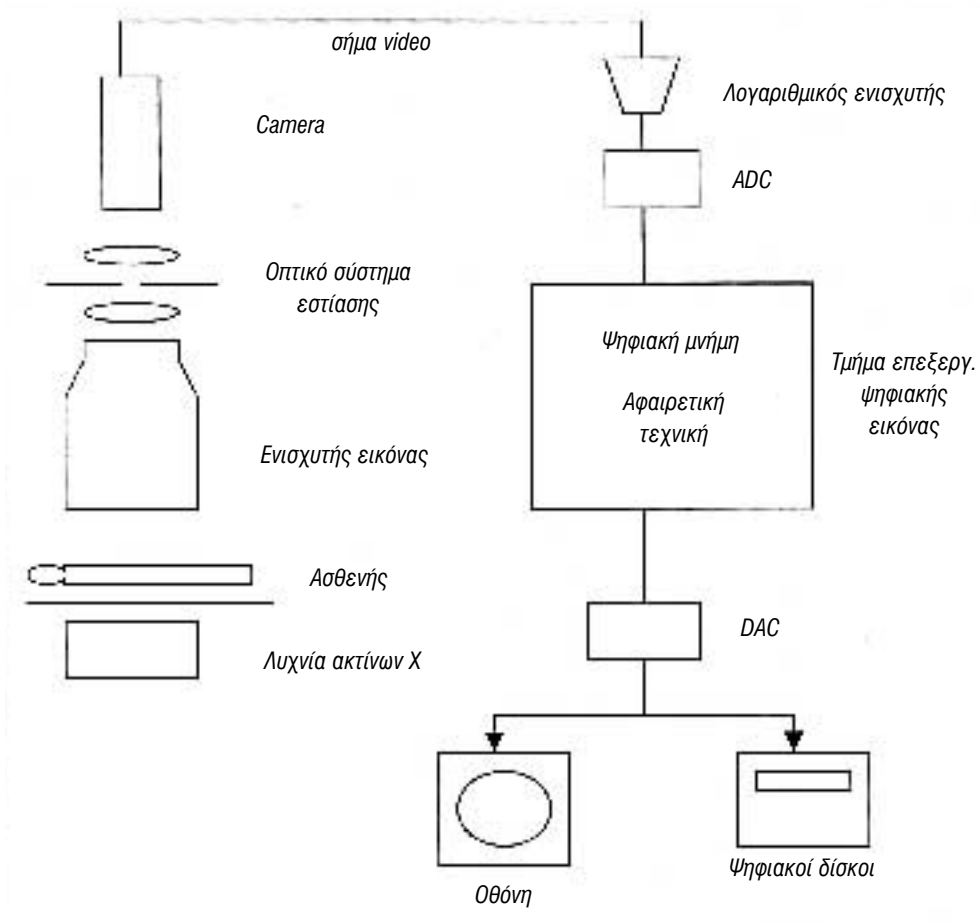 σήμα video
Λογαριθμικός ενισχυτής
Camera
ADC
Οπτικό σύστημα
εστίασης
Ψηφιακή μνήμη
Αφαιρετική
τεχνική
Τμήμα επεξεργ.
ψηφιακής
εικόνας
Ενισχυτής εικόνας
Ασθενής
DAC
Λυχνία ακτίνων Χ
Οθόνη
Ψηφιακοί δίσκοι